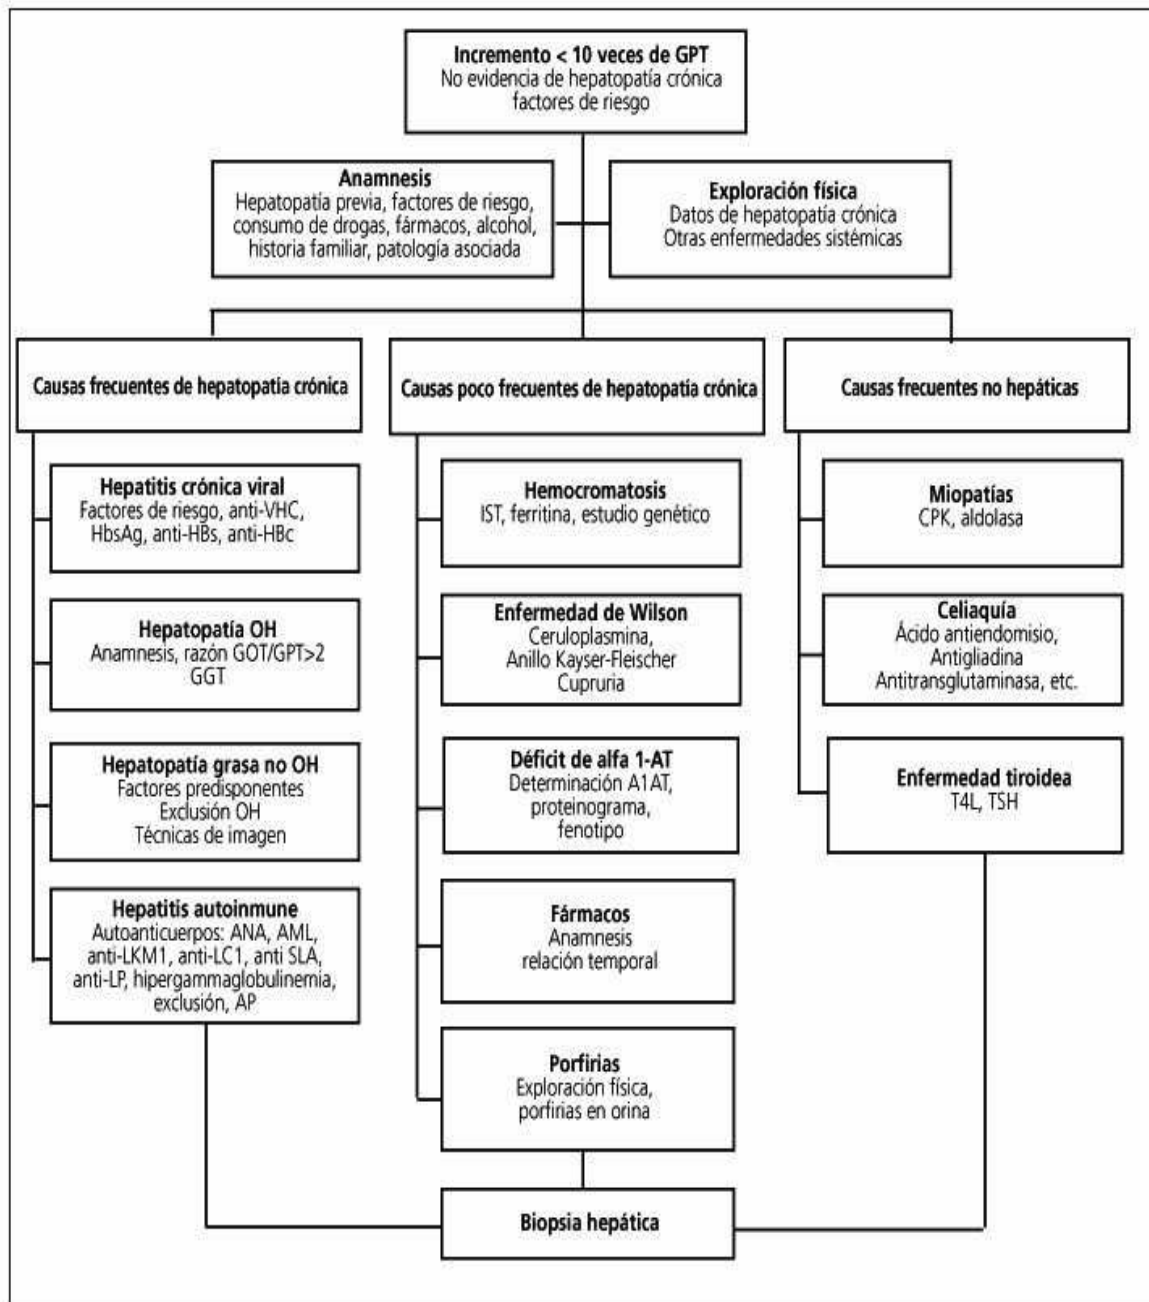 Incremento < 10 veces de GPT
No evidencia de hepatopatía crónica
factores de riesgo
Anamnesis
Hepatopatía previa, factores de riesgo,
consumo de drogas, fármacos, alcohol,
historia familiar, patología asociada
Exploración física
Datos de hepatopatía crónica
Otras enfermedades sistémicas
Causas frecuentes de hepatopatía crónica
Causas poco frecuentes de hepatopatía crónica
Causas frecuentes no hepáticas
Hepatitis crónica viral
Factores de riesgo, anti-VHC,
HbsAg, anti-HBs, anti-HBc
Hepatopatía OH
Anamnesis, razón GOT/GPT>2
GGT
Hepatopatía grasa no OH
Factores predisponentes
Exclusión OH
Técnicas de imagen
Hepatitis autoinmune
Autoanticuerpos: ANA, AML,
anti-LKM1, anti-LC1, anti SLA,
anti-LP, hipergammaglobulinemia,
exclusión, AP
Hemocromatosis
IST, ferritina, estudio genético
Enfermedad de Wilson
Ceruloplasmina,
Anillo Kayser-Fleischer
Cupruria
Déficit de alfa 1-AT
Determinación A1AT,
proteinograma,
fenotipo
Fármacos
Anamnesis
relación temporal
Porfirias
Exploración física,
porfirias en orina
Miopatías
CPK, aldolasa
Celiaquía
Ácido antiendomisio,
Antigliadina
Antitransglutaminasa, etc.
Enfermedad tiroidea
T4L, TSH
Biopsia hepática